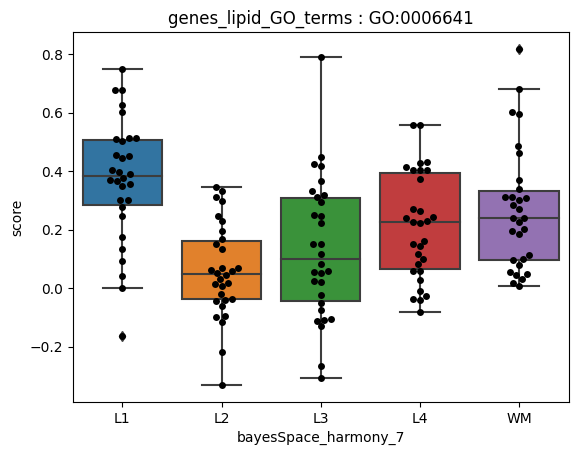 genes_lipid_GO_terms : GO:0006641
0.8
0.6
0.4
0.2
0.0
−0.2
score
L1 L2 L3 L4 WM
bayesSpace_harmony_7